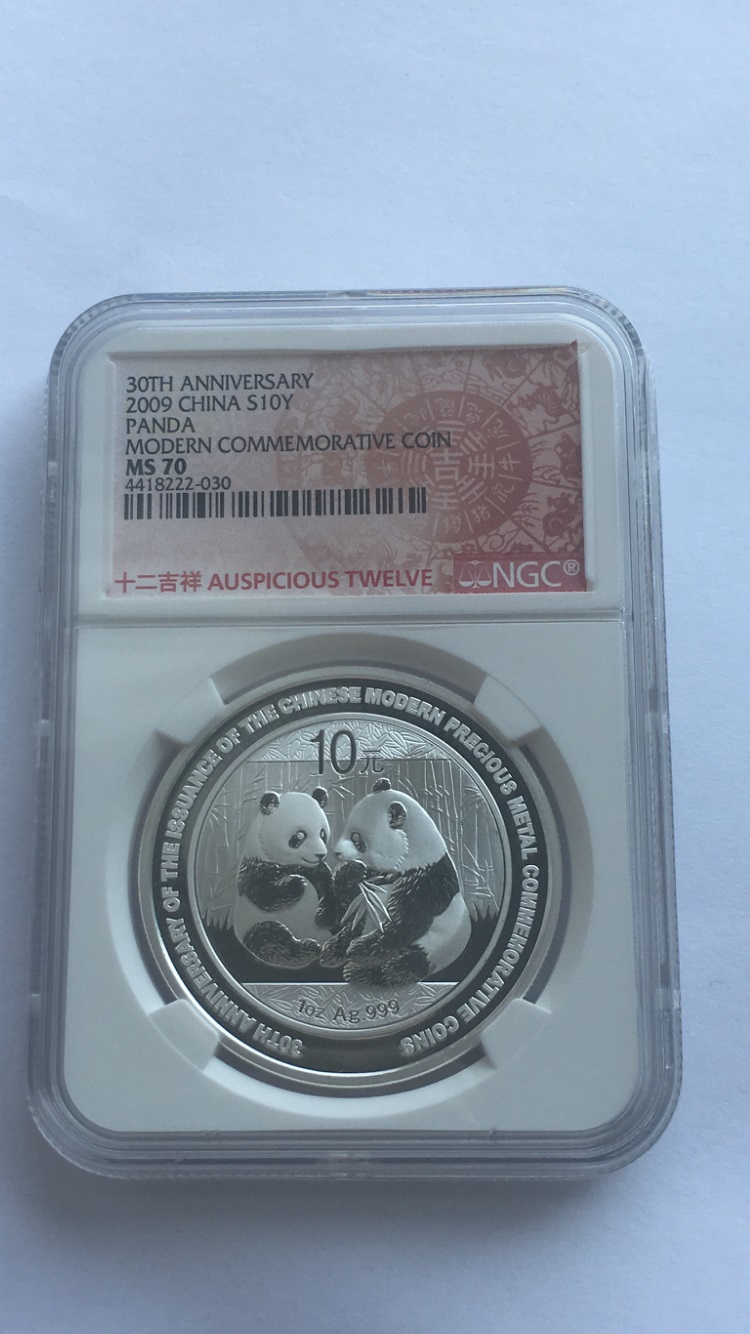 30TH ANNIVERSARY
2009 CHINA S10Y
PANDA
MODERN COMMEMORATIVE COIN
MS 70
4418222-030
十二吉祥 AUSPICIOUS TWELVE
NGC®
30TH ANNIVERSARY OF THE ISSUANCE OF THE CHINESE MODERN PRECIOUS METAL COMMEMORATIVE COINS
10元
1oz Ag .999